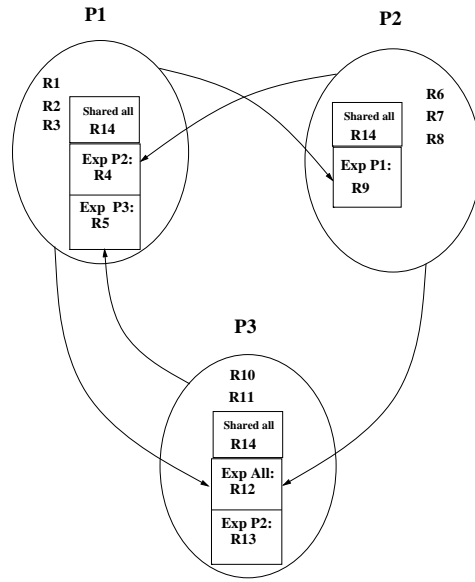 P1
P2
R1
R2
R3
Shared all
R14
Exp P2:
R4
Exp P3:
R5
R6
R7
R8
Shared all
R14
Exp P1:
R9
P3
R10
R11
Shared all
R14
Exp All:
R12
Exp P2:
R13